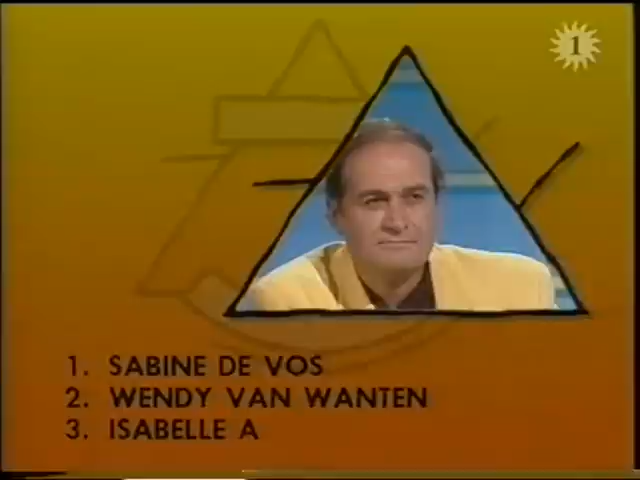 1
1. SABINE DE VOS
2. WENDY VAN WANTEN
3. ISABELLE A